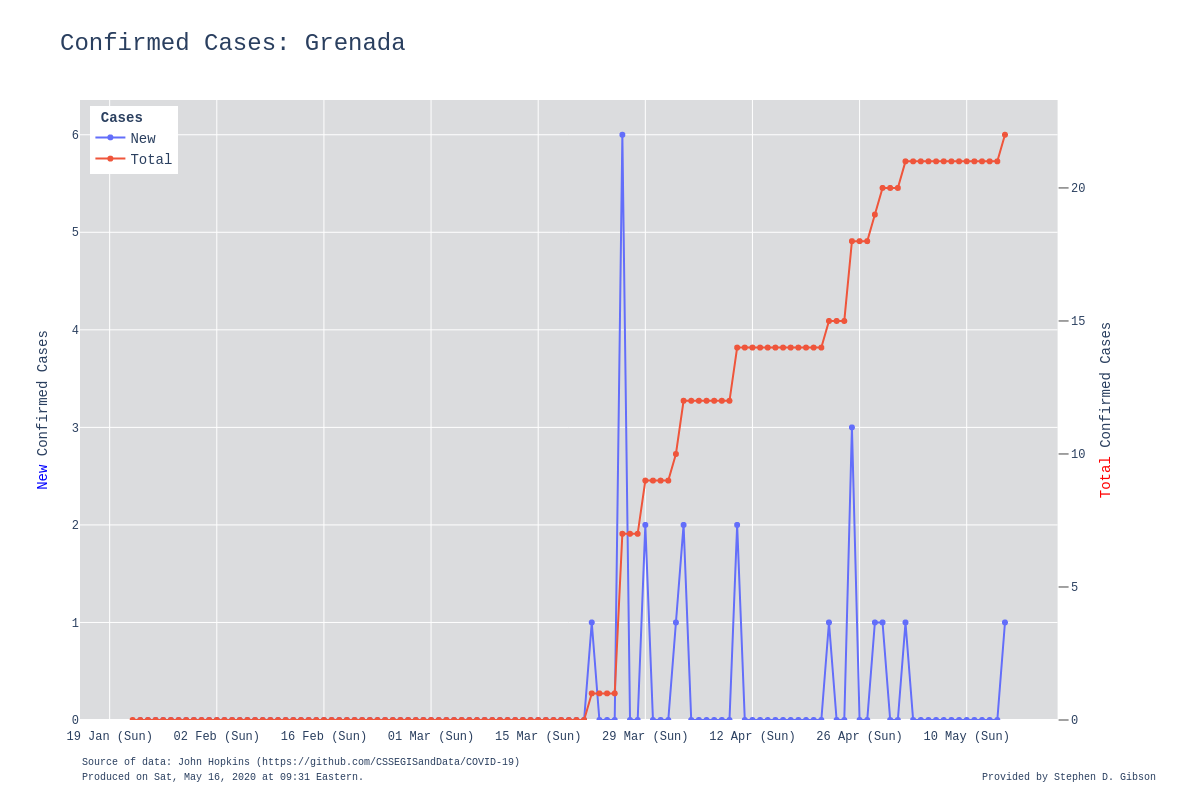 Confirmed Cases: Grenada
Cases
New
Total
6
5
4
3
2
1
0
New Confirmed Cases
20
15
10
5
0
Total Confirmed Cases
19 Jan (Sun) 02 Feb (Sun) 16 Feb (Sun) 01 Mar (Sun) 15 Mar (Sun) 29 Mar (Sun) 12 Apr (Sun) 26 Apr (Sun) 10 May (Sun)
Source of data: John Hopkins (https://github.com/CSSEGISandData/COVID-19)
Produced on Sat, May 16, 2020 at 09:31 Eastern.
Provided by Stephen D. Gibson